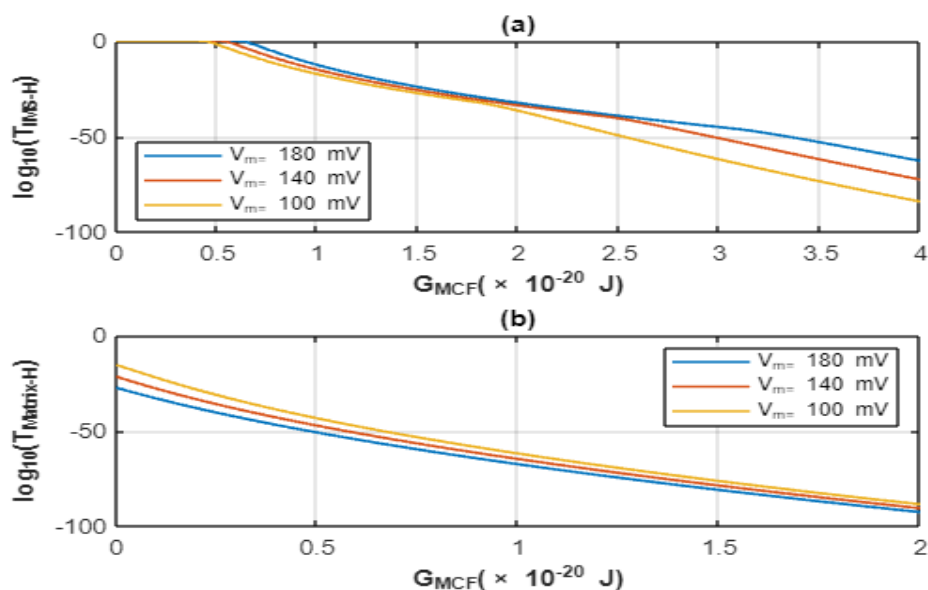 (a)
log10(TIMS-H)
0
-50
-100
Vm= 180 mV
Vm= 140 mV
Vm= 100 mV
0 0.5 1 1.5 2 2.5 3 3.5 4
GMCF( × 10-20 J)
(b)
log10(TMatrix-H)
0
-50
-100
Vm= 180 mV
Vm= 140 mV
Vm= 100 mV
0 0.5 1 1.5 2
GMCF( × 10-20 J)